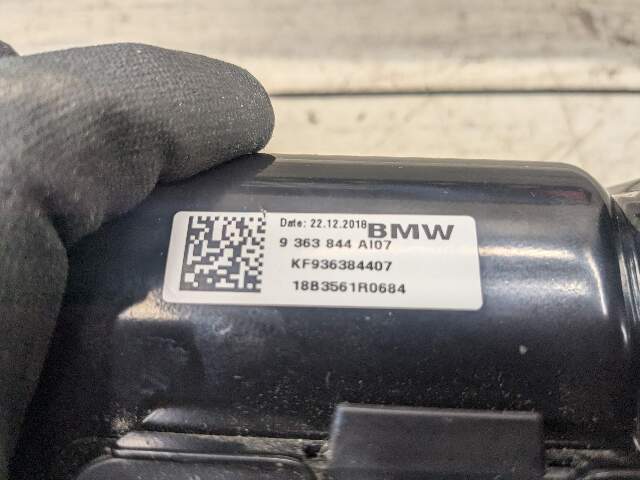 Date: 22.12.2018 BMW
9 363 844 AI07
KF936384407
18B3561R0684